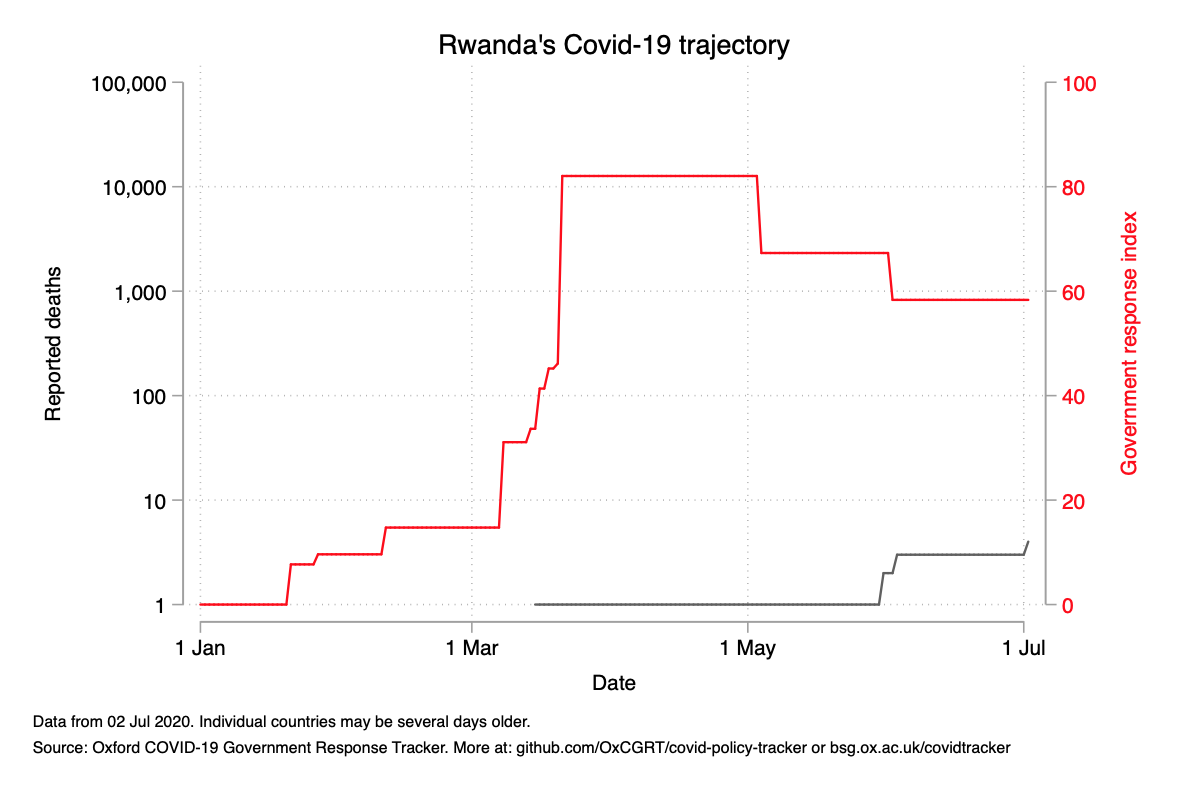 Rwanda's Covid-19 trajectory
100,000
10,000
1,000
100
10
1
Reported deaths
100
80
60
40
20
0
Government response index
1 Jan
1 Mar
1 May
1 Jul
Date
Data from 02 Jul 2020. Individual countries may be several days older.
Source: Oxford COVID-19 Government Response Tracker. More at: github.com/OxCGRT/covid-policy-tracker or bsg.ox.ac.uk/covidtracker